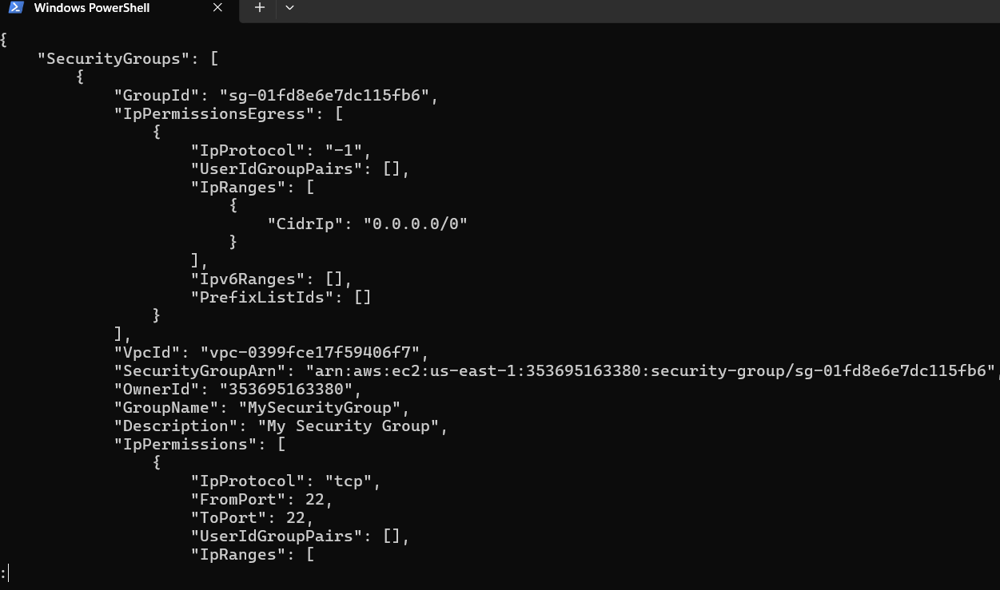 Windows PowerShell
{
    "SecurityGroups": [
        {
            "GroupId": "sg-01fd8e6e7dc115fb6",
            "IpPermissionsEgress": [
                {
                    "IpProtocol": "-1",
                    "UserIdGroupPairs": [],
                    "IpRanges": [
                        {
                            "CidrIp": "0.0.0.0/0"
                        }
                    ],
                    "Ipv6Ranges": [],
                    "PrefixListIds": []
                }
            ],
            "VpcId": "vpc-0399fce17f59406f7",
            "SecurityGroupArn": "arn:aws:ec2:us-east-1:353695163380:security-group/sg-01fd8e6e7dc115fb6",
            "OwnerId": "353695163380",
            "GroupName": "MySecurityGroup",
            "Description": "My Security Group",
            "IpPermissions": [
                {
                    "IpProtocol": "tcp",
                    "FromPort": 22,
                    "ToPort": 22,
                    "UserIdGroupPairs": [],
                    "IpRanges": [
: